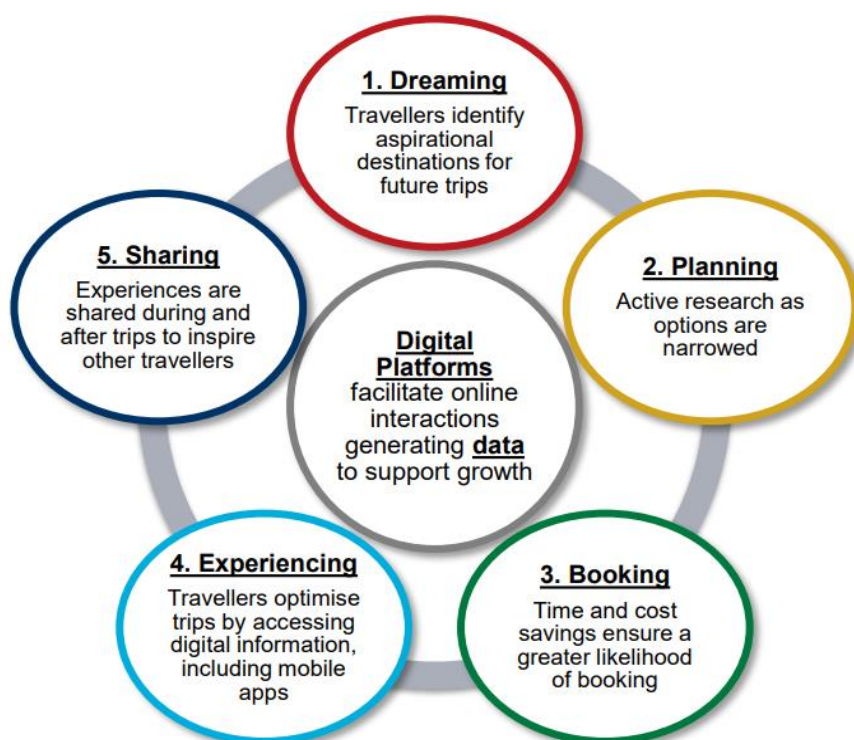 1. Dreaming
Travellers identify
aspirational
destinations for
future trips
2. Planning
Active research as
options are
narrowed
3. Booking
Time and cost
savings ensure a
greater likelihood
of booking
4. Experiencing
Travellers optimise
trips by accessing
digital information,
including mobile
apps
5. Sharing
Experiences are
shared during and
after trips to inspire
other travellers
Digital
Platforms
facilitate online
interactions
generating data
to support growth